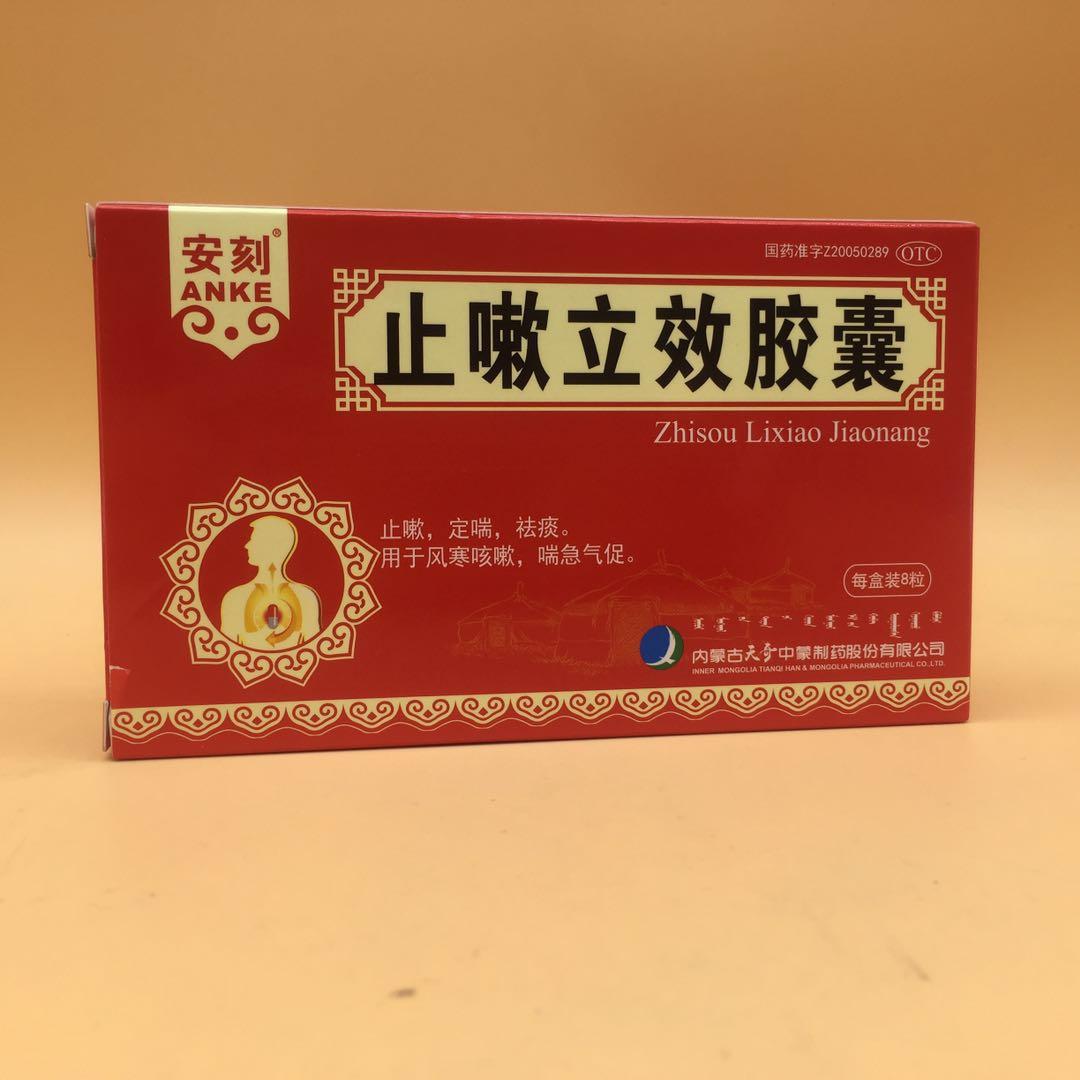 安刻®
ANKE
国药准字Z20050289 OTC
止嗽立效胶囊
Zhisou Lixiao Jiaonang
止嗽，定喘，祛痰。
用于风寒咳嗽，喘急气促。
每盒装8粒
内蒙古天奇中蒙制药股份有限公司
INNER MONGOLIA TIANQI HAN & MONGOLIA PHARMACEUTICAL CO.,LTD.